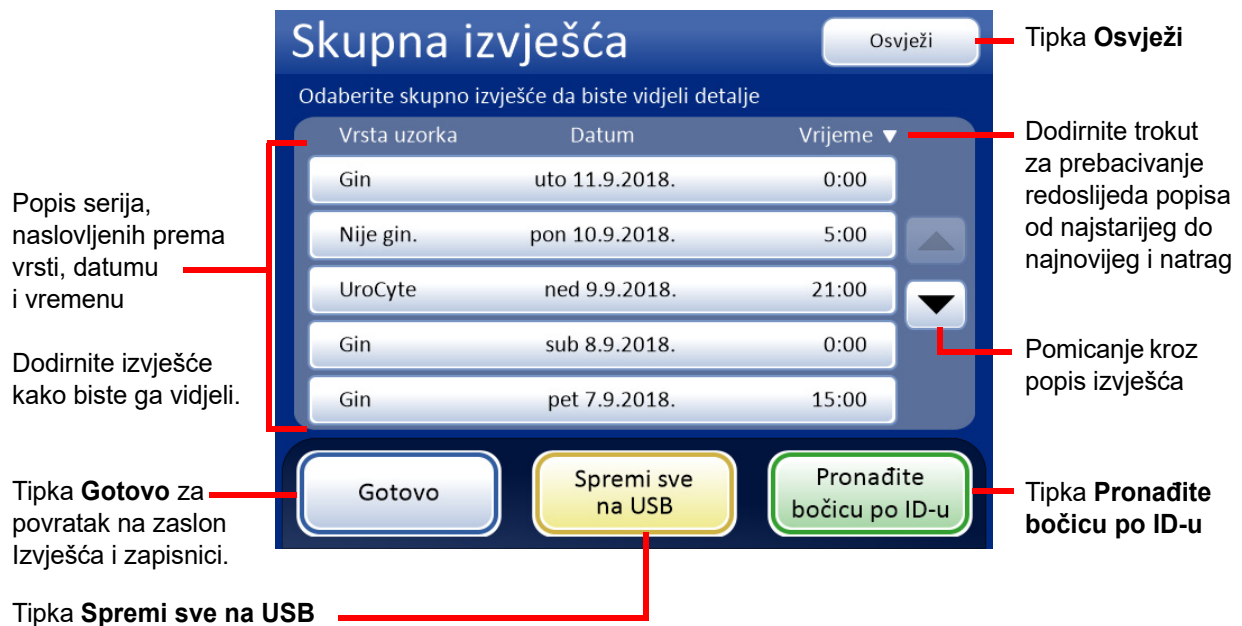 Skupna izvješća
Osvježi
Tipka Osvježi
Odaberite skupno izvješće da biste vidjeli detalje
Vrsta uzorka Datum Vrijeme
Gin uto 11.9.2018. 0:00
Nije gin. pon 10.9.2018. 5:00
UroCyte ned 9.9.2018. 21:00
Gin sub 8.9.2018. 0:00
Gin pet 7.9.2018. 15:00
Dodirnite trokut
za prebacivanje
redoslijeda popisa
od najstarijeg do
najnovijeg i natrag
Popis serija,
naslovljenih prema
vrsti, datumu
i vremenu
Dodirnite izvješće
kako biste ga vidjeli.
Pomicanje kroz
popis izvješća
Gotovo
Spremi sve
na USB
Pronađite
bočicu po ID-u
Tipka Gotovo za
povratak na zaslon
Izvješća i zapisnici.
Tipka Pronađite
bočicu po ID-u
Tipka Spremi sve na USB